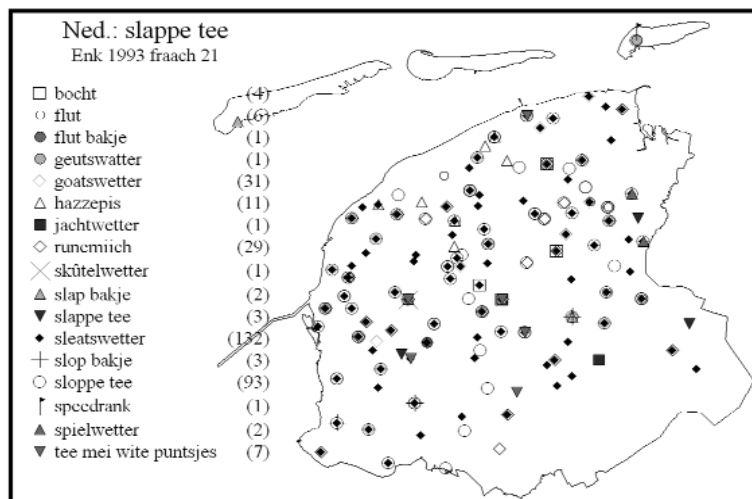 Ned.: slappe tee
Enk 1993 fraach 21
bocht (4)
flut (6)
flut bakje (1)
geutswatter (1)
goatswetter (31)
hazzepis (11)
jachtwetter (1)
runemiich (29)
skûtelwetter (1)
slap bakje (2)
slappe tee (3)
sleatswetter (132)
slop bakje (3)
sloppe tee (93)
speedrank (1)
spielwetter (2)
tee mei wite puntsjes (7)